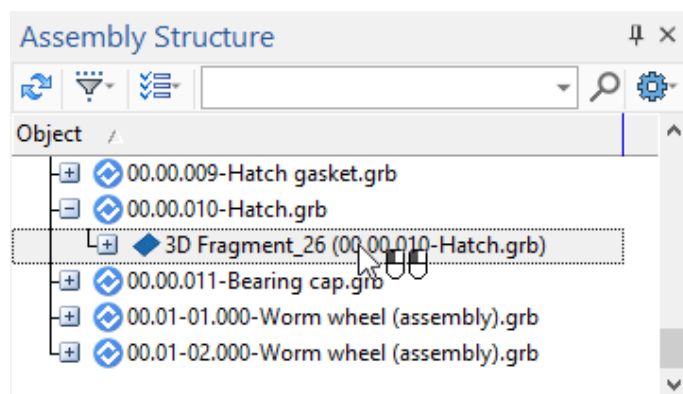 Assembly Structure
Object
00.00.009-Hatch gasket.grb
00.00.010-Hatch.grb
3D Fragment_26 (00.00.010-Hatch.grb)
00.00.011-Bearing cap.grb
00.01-01.000-Worm wheel (assembly).grb
00.01-02.000-Worm wheel (assembly).grb